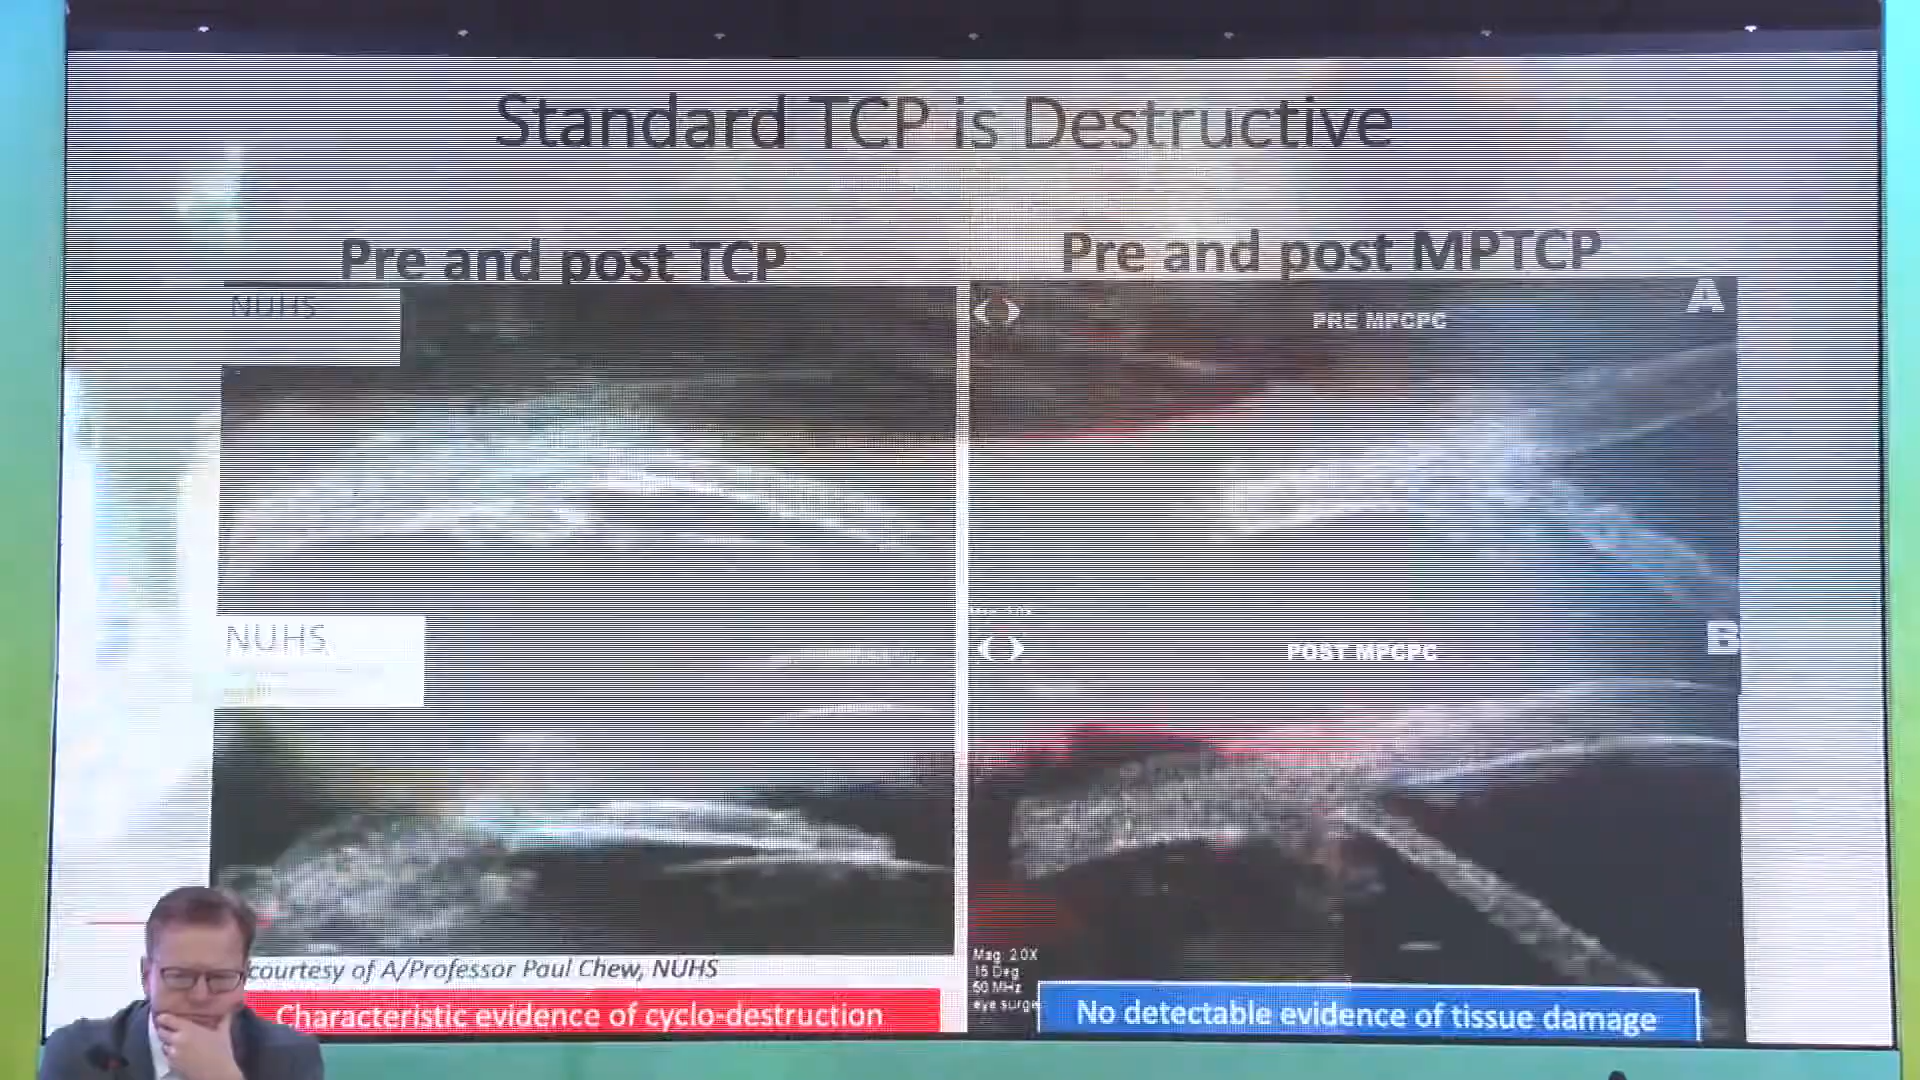 Standard TCP is Destructive
Pre and post TCP
Pre and post MPTCP
NUHS
PRE MPCPC
A
NUHS
POST MPCPC
B
Mag: 2.0X
15 Deg
50 MHz
eye surge
courtesy of A/Professor Paul Chew, NUHS
Characteristic evidence of cyclo-destruction
No detectable evidence of tissue damage